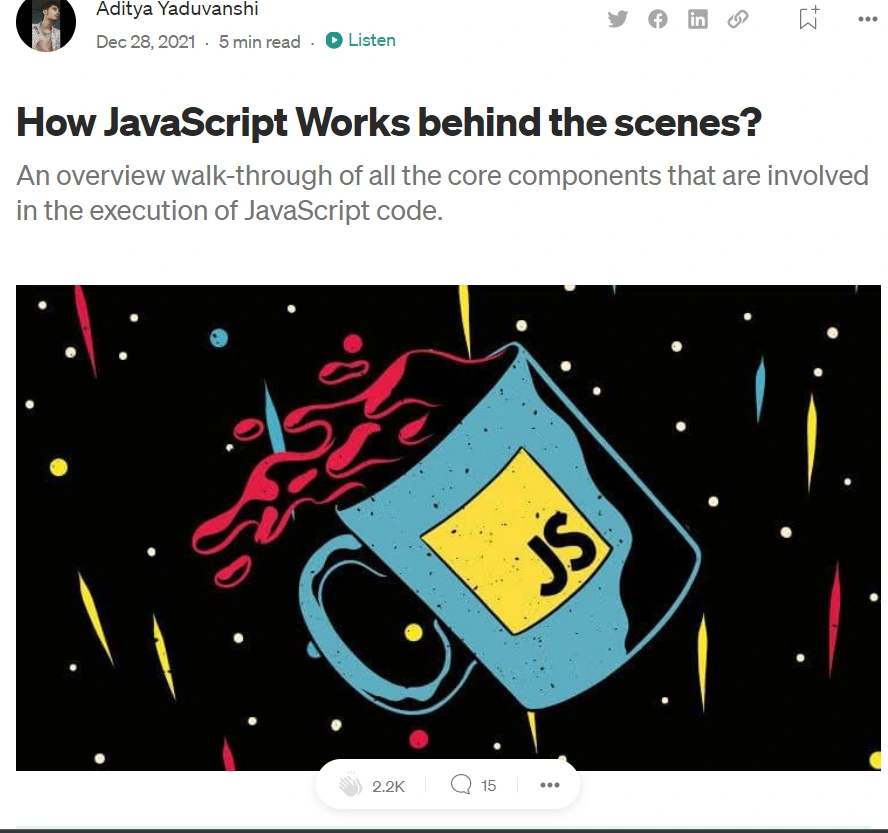 Aditya Yaduvanshi
Dec 28, 2021 · 5 min read · Listen
How JavaScript Works behind the scenes?
An overview walk-through of all the core components that are involved
in the execution of JavaScript code.
JS
2.2K 15